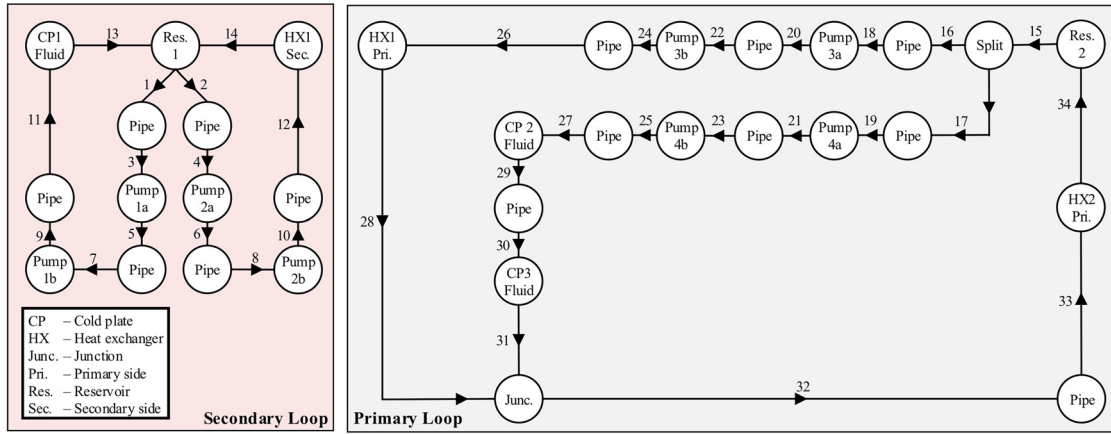 CP1
Fluid
13
Res.
1
14
HX1
Sec.
1
2
11
Pipe
Pipe
12
3
4
Pipe
Pump
1a
Pump
2a
Pipe
9
5
6
10
Pump
1b
7
Pipe
Pipe
8
Pump
2b
CP – Cold plate
HX – Heat exchanger
Junc. – Junction
Pri. – Primary side
Res. – Reservoir
Sec. – Secondary side
Secondary Loop
HX1
Pri.
26
Pipe
24
Pump
3b
22
Pipe
20
Pump
3a
18
Pipe
16
Split
15
Res.
2
CP 2
Fluid
27
Pipe
25
Pump
4b
23
Pipe
21
Pump
4a
19
Pipe
17
34
29
28
Pipe
HX2
Pri.
30
CP3
Fluid
33
31
Junc.
32
Pipe
Primary Loop